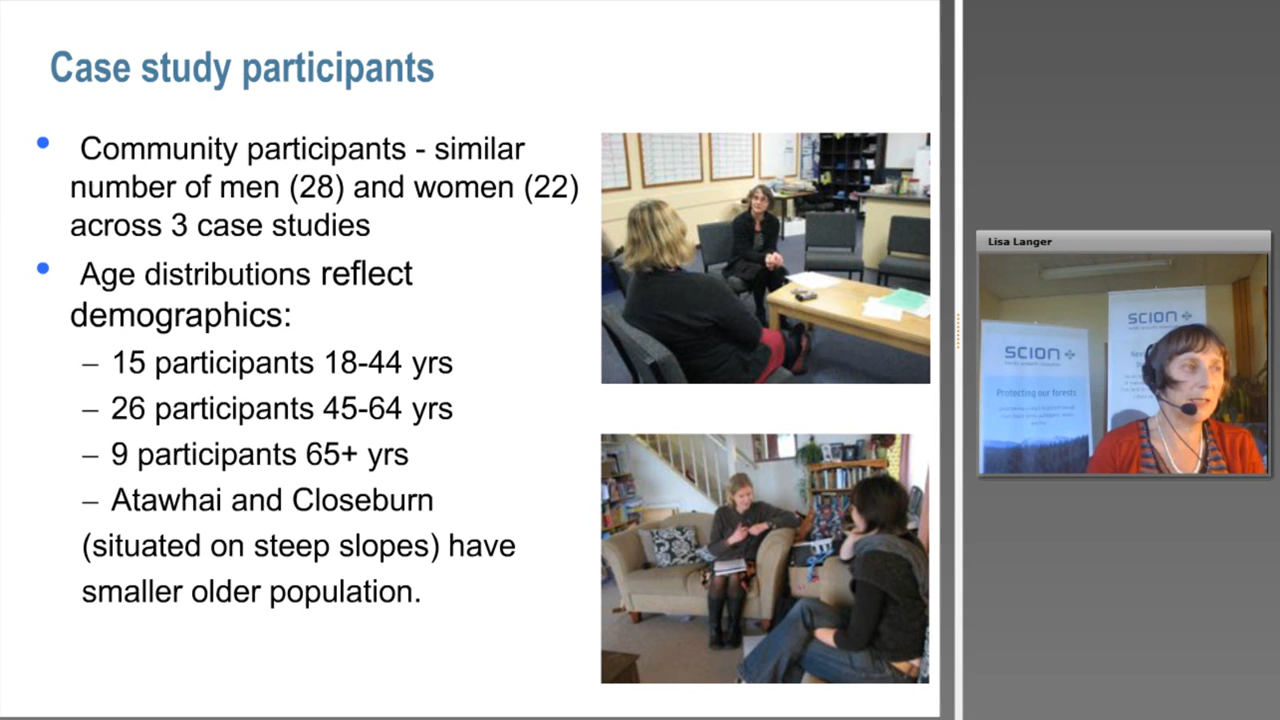 Case study participants
• Community participants - similar
number of men (28) and women (22)
across 3 case studies
• Age distributions reflect
demographics:
– 15 participants 18-44 yrs
– 26 participants 45-64 yrs
– 9 participants 65+ yrs
– Atawhai and Closeburn
(situated on steep slopes) have
smaller older population.
Lisa Langer
SCION
SCION
Protecting our forests